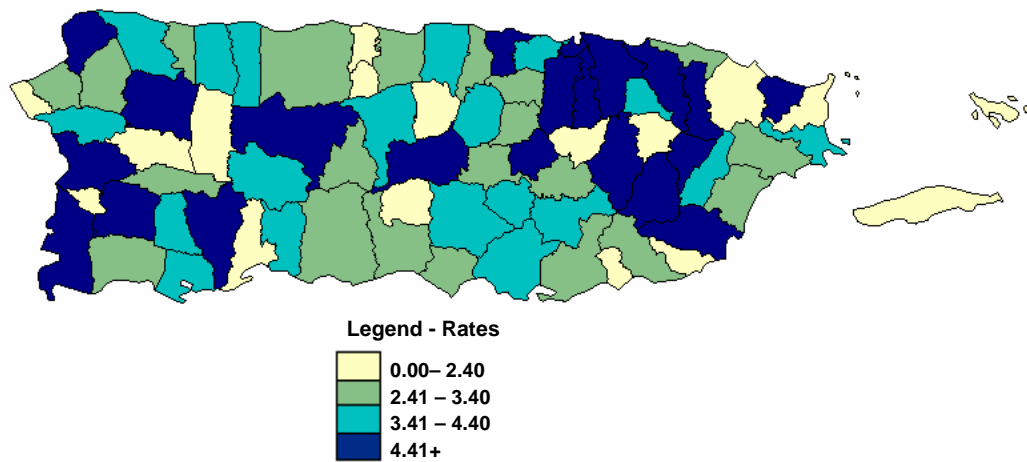 Legend - Rates
0.00– 2.40
2.41 – 3.40
3.41 – 4.40
4.41+